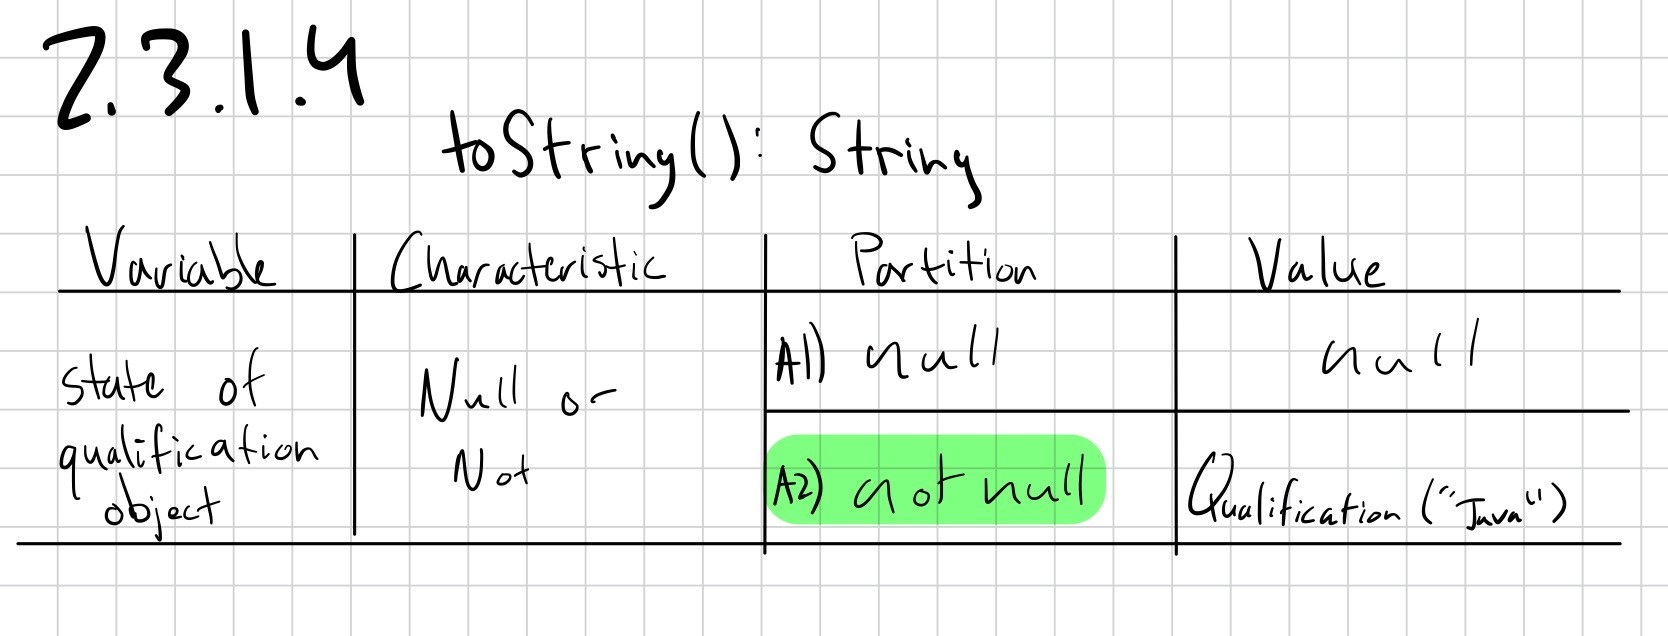 2.3.1.4
toString(): String
Variable Characteristic Partition Value
state of qualification object Null or Not A1) null null
A2) not null Qualification ("Java")